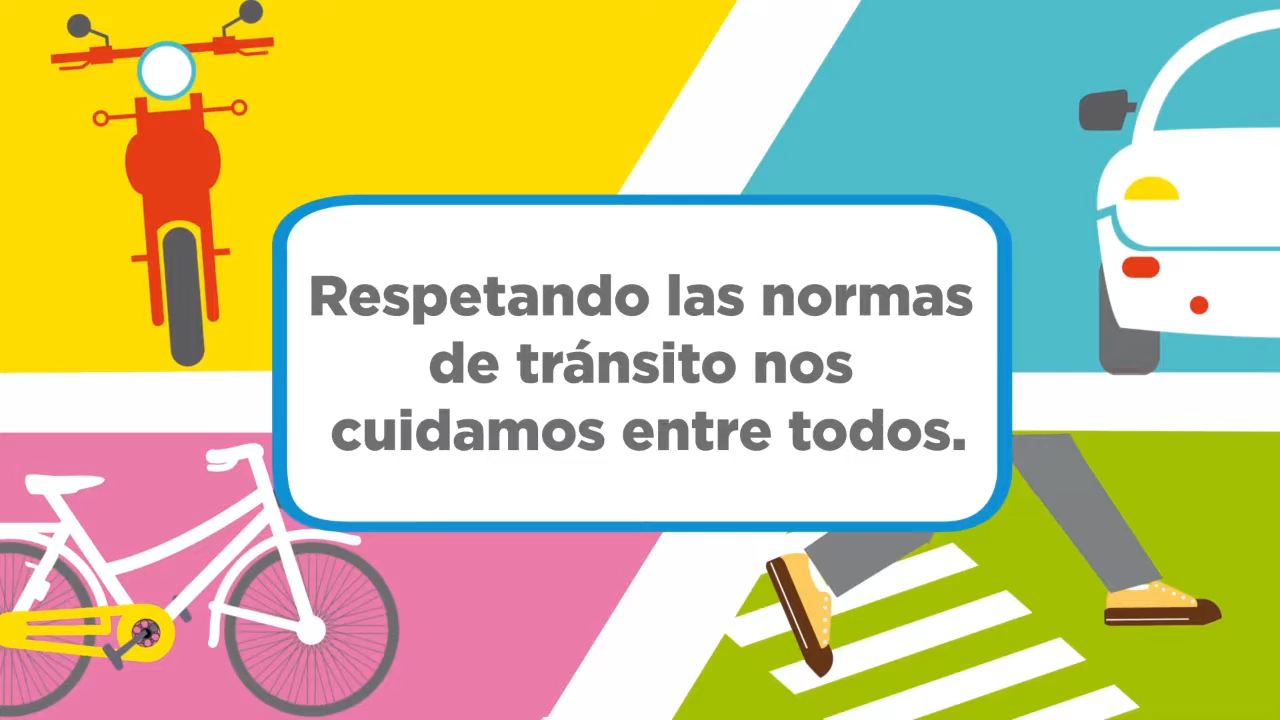 Respetando las normas
de tránsito nos
cuidamos entre todos.